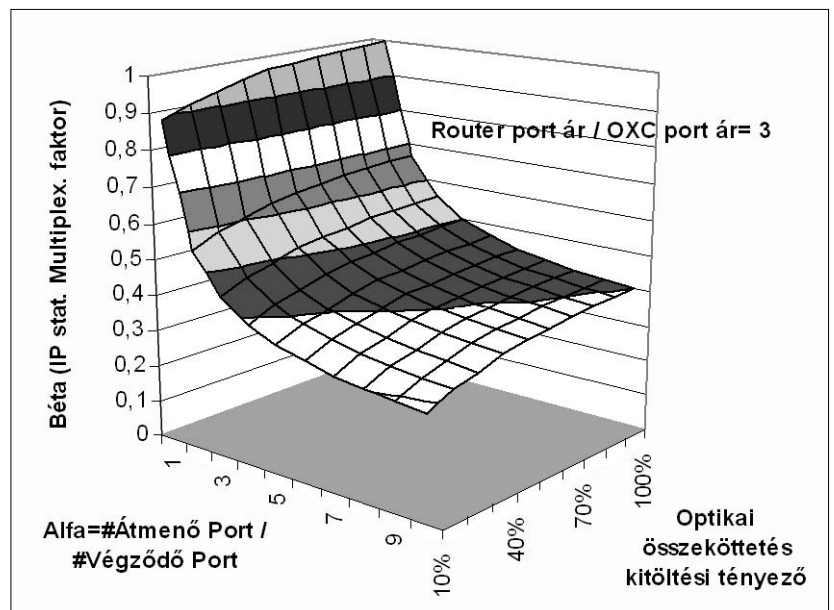 1
0,9
0,8
0,7
0,6
0,5
0,4
0,3
0,2
0,1
0
Béta (IP stat. Multiplex. faktor)
Router port ár / OXC port ár= 3
1
3
5
7
9
10%
40%
70%
100%
Alfa=#Átmenő Port /
#Végződő Port
Optikai
összeköttetés
kitöltési tényező